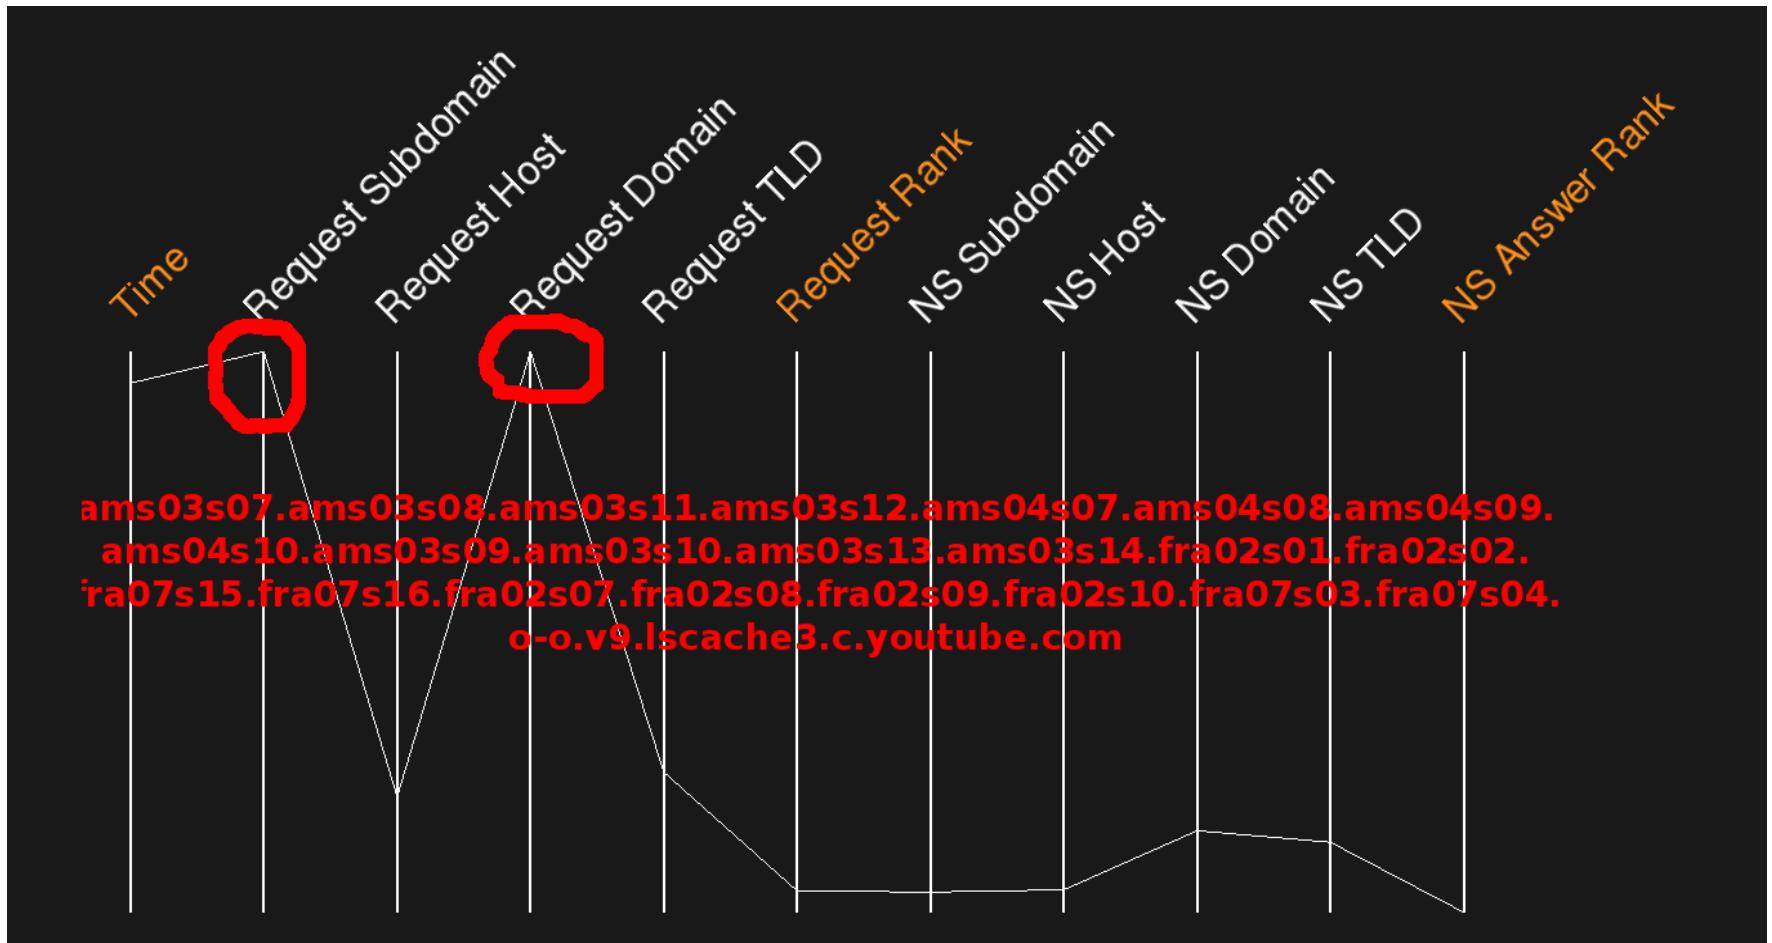 Time
Request Subdomain
Request Host
Request Domain
Request TLD
Request Rank
NS Subdomain
NS Host
NS Domain
NS TLD
NS Answer Rank
ams03s07.ams03s08.ams03s11.ams03s12.ams04s07.ams04s08.ams04s09.
ams04s10.ams03s09.ams03s10.ams03s13.ams03s14.fra02s01.fra02s02.
fra07s15.fra07s16.fra02s07.fra02s08.fra02s09.fra02s10.fra07s03.fra07s04.
o-o.v9.lscache3.c.youtube.com